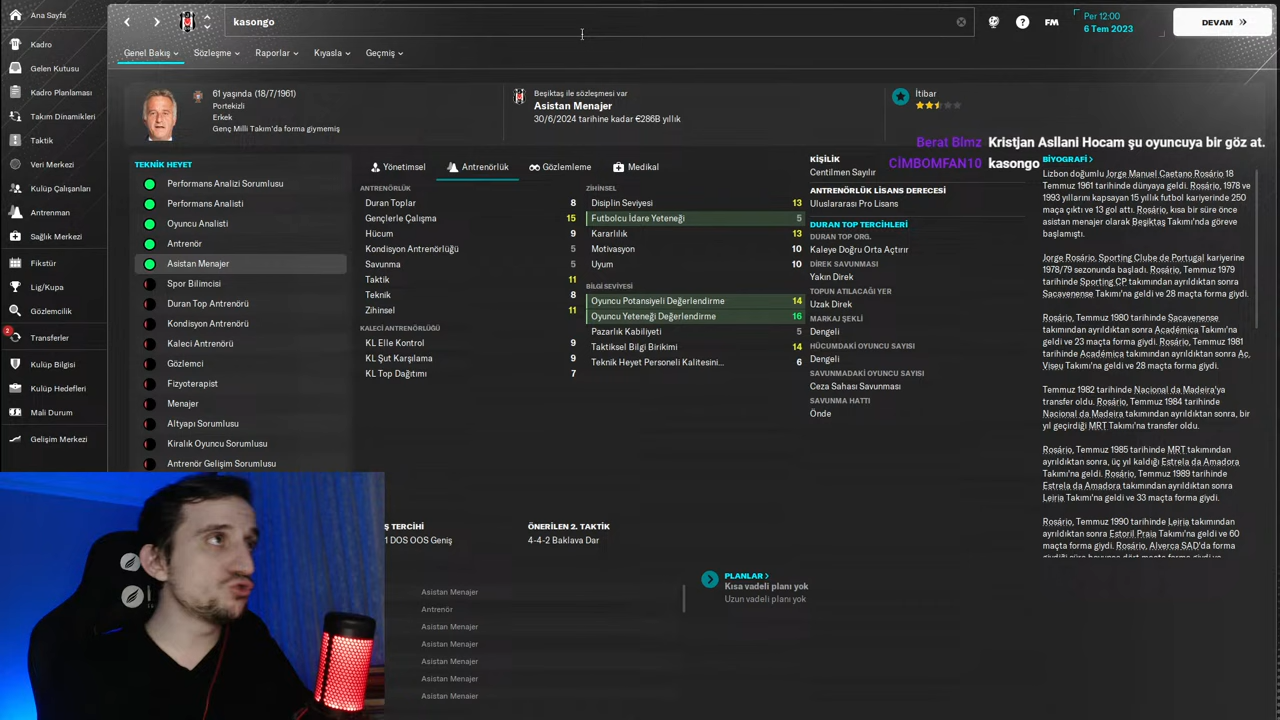 Ana Sayfa
kasongo
FM
Per 12:00
6 Tem 2023
DEVAM
Kadro
Gelen Kutusu
Kadro Planlaması
Takım Dinamikleri
Taktik
Veri Merkezi
Kulüp Çalışanları
Antrenman
Sağlık Merkezi
Fikstür
Lig/Kupa
Gözlemcilik
2
Transferler
Kulüp Bilgisi
Kulüp Hedefleri
Mali Durum
Gelişim Merkezi
Genel Bakış
Sözleşme
Raporlar
Kıyasla
Geçmiş
61 yaşında (18/7/1961)
Portekizli
Erkek
Genç Milli Takım'da forma giymemiş
Beşiktaş ile sözleşmesi var
Asistan Menajer
30/6/2024 tarihine kadar €286B yıllık
İtibar
Berat Blmz Kristjan Asllani Hocam şu oyuncuya bir göz at.
CİMBOMFAN10 kasongo
TEKNİK HEYET
Performans Analizi Sorumlusu
Performans Analisti
Oyuncu Analisti
Antrenör
Asistan Menajer
Spor Bilimcisi
Duran Top Antrenörü
Kondisyon Antrenörü
Kaleci Antrenörü
Gözlemci
Fizyoterapist
Menajer
Altyapı Sorumlusu
Kiralık Oyuncu Sorumlusu
Antrenör Gelişim Sorumlusu
Yönetimsel
Antrenörlük
Gözlemleme
Medikal
ANTRENÖRLÜK
Duran Toplar 8
Gençlerle Çalışma 15
Hücum 9
Kondisyon Antrenörlüğü 5
Savunma 5
Taktik 11
Teknik 8
Zihinsel 11
KALECİ ANTRENÖRLÜĞÜ
KL Elle Kontrol 9
KL Şut Karşılama 9
KL Top Dağıtımı 7
ZİHİNSEL
Disiplin Seviyesi 13
Futbolcu İdare Yeteneği 5
Kararlılık 13
Motivasyon 10
Uyum 10
BİLGİ SEVİYESİ
Oyuncu Potansiyeli Değerlendirme 14
Oyuncu Yeteneği Değerlendirme 16
Pazarlık Kabiliyeti 5
Taktiksel Bilgi Birikimi 14
Teknik Heyet Personeli Kalitesini... 6
KİŞİLİK
Centilmen Sayılır
ANTRENÖRLÜK LİSANS DERECESİ
Uluslararası Pro Lisans
DURAN TOP TERCİHLERİ
DURAN TOP ORG.
Kaleye Doğru Orta Açtırır
DİREK SAVUNMASI
Yakın Direk
TOPUN ATILACAĞI YER
Uzak Direk
MARKAJ ŞEKLİ
Dengeli
HÜCUMDAKİ OYUNCU SAYISI
Dengeli
SAVUNMADAKİ OYUNCU SAYISI
Ceza Sahası Savunması
SAVUNMA HATTI
Önde
BİYOGRAFİ
Lizbon doğumlu Jorge Manuel Caetano Rosário 18
Temmuz 1961 tarihinde dünyaya geldi. Rosário, 1978 ve
1993 yıllarını kapsayan 15 yıllık futbol kariyerinde 250
maça çıktı ve 13 gol attı. Rosário, kısa bir süre önce
asistan menajer olarak Beşiktaş Takımı'nda göreve
başlamıştı.
Jorge Rosário, Sporting Clube de Portugal kariyerine
1978/79 sezonunda başladı. Rosário, Temmuz 1979
tarihinde Sporting CP takımından ayrıldıktan sonra
Sacavenense Takımı'na geldi ve 28 maçta forma giydi.
Rosário, Temmuz 1980 tarihinde Sacavenense
takımından ayrıldıktan sonra, Académica Takımı'na
geldi ve 33 maçta forma giydi. Rosário, Temmuz 1981
tarihinde Académica takımından ayrıldıktan sonra Ac.
Viseu Takımı'na geldi ve 28 maçta forma giydi.
Temmuz 1982 tarihinde Nacional da Madeira'ya
transfer oldu. Rosário, Temmuz 1984 tarihinde
Nacional da Madeira takımından ayrıldıktan sonra, bir
yıl geçirdiği MRT Takımı'na transfer oldu.
Rosário, Temmuz 1985 tarihinde MRT takımından
ayrıldıktan sonra, üç yıl kaldığı Estrela da Amadora
Takımı'na geldi. Rosário, Temmuz 1989 tarihinde
Estrela da Amadora takımından ayrıldıktan sonra
Leiria Takımı'na geldi ve 33 maçta forma giydi.
Rosário, Temmuz 1990 tarihinde Leiria takımından
ayrıldıktan sonra Estoril Praia Takımı'na geldi ve 60
maçta forma giydi. Rosário, Alverca SAD'da forma
Ş TERCİHİ
1 DOS OOS Geniş
ÖNERİLEN 2. TAKTİK
4-4-2 Baklava Dar
Asistan Menajer
Antrenör
Asistan Menajer
Asistan Menajer
Asistan Menajer
Asistan Menajer
Asistan Menajer
PLANLAR
Kısa vadeli planı yok
Uzun vadeli planı yok